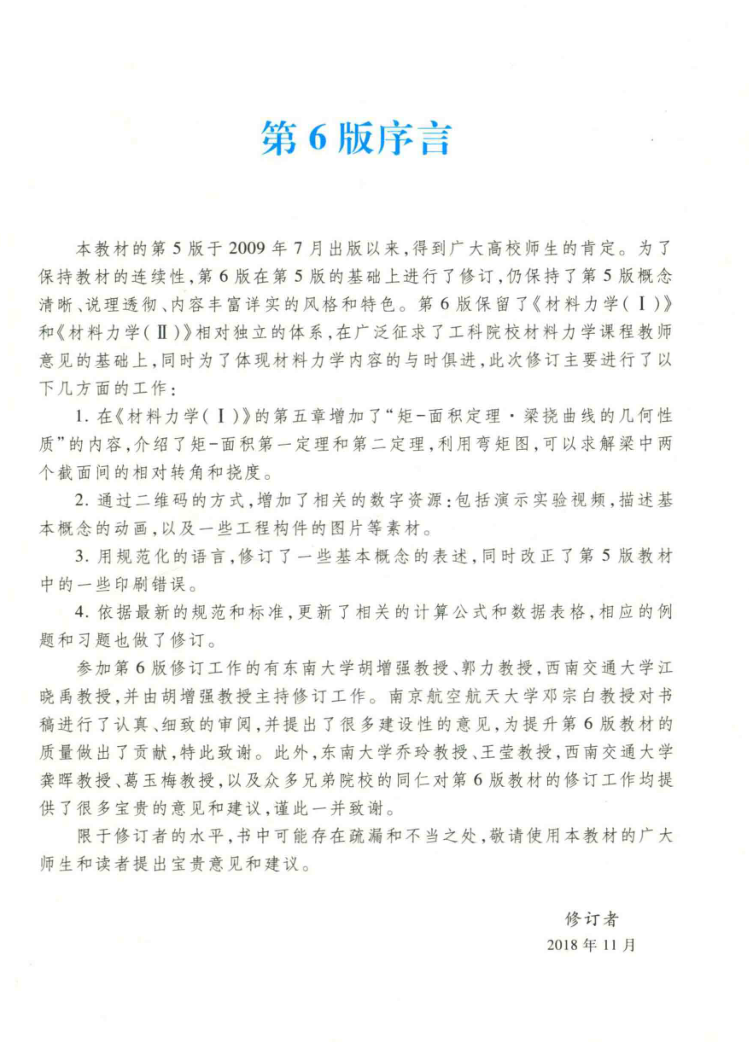 第 6 版序言
本教材的第 5 版于 2009 年 7 月出版以来,得到广大高校师生的肯定。为了
保持教材的连续性,第 6 版在第 5 版的基础上进行了修订,仍保持了第 5 版概念
清晰、说理透彻、内容丰富详实的风格和特色。第 6 版保留了《材料力学(Ⅰ)》
和《材料力学(Ⅱ)》相对独立的体系,在广泛征求了工科院校材料力学课程教师
意见的基础上,同时为了体现材料力学内容的与时俱进,此次修订主要进行了以
下几方面的工作:
1. 在《材料力学(Ⅰ)》的第五章增加了“矩-面积定理·梁挠曲线的几何性
质”的内容,介绍了矩-面积第一定理和第二定理,利用弯矩图,可以求解梁中两
个截面间的相对转角和挠度。
2. 通过二维码的方式,增加了相关的数字资源:包括演示实验视频,描述基
本概念的动画,以及一些工程构件的图片等素材。
3. 用规范化的语言,修订了一些基本概念的表述,同时改正了第 5 版教材
中的一些印刷错误。
4. 依据最新的规范和标准,更新了相关的计算公式和数据表格,相应的例
题和习题也做了修订。
参加第 6 版修订工作的有东南大学胡增强教授、郭力教授,西南交通大学江
晓禹教授,并由胡增强教授主持修订工作。南京航空航天大学邓宗白教授对书
稿进行了认真、细致的审阅,并提出了很多建设性的意见,为提升第 6 版教材的
质量做出了贡献,特此致谢。此外,东南大学乔玲教授、王莹教授,西南交通大学
龚晖教授、葛玉梅教授,以及众多兄弟院校的同仁对第 6 版教材的修订工作均提
供了很多宝贵的意见和建议,谨此一并致谢。
限于修订者的水平,书中可能存在疏漏和不当之处,敬请使用本教材的广大
师生和读者提出宝贵意见和建议。
修订者
2018 年 11 月